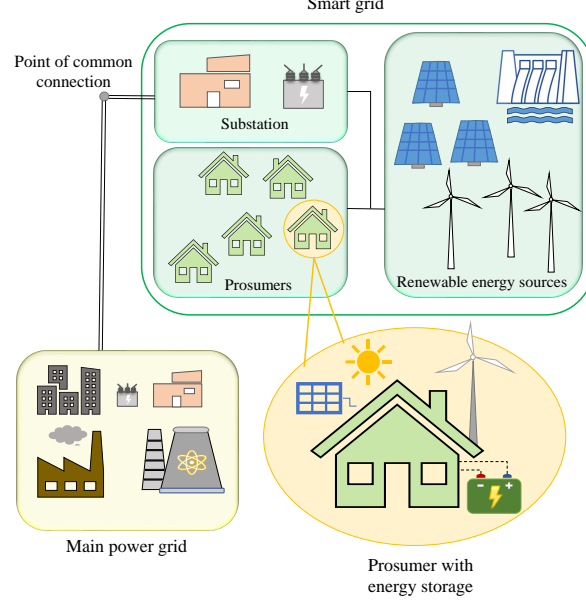 Smart grid
Point of common
connection
Substation
Prosumers
Renewable energy sources
Main power grid
Prosumer with
energy storage